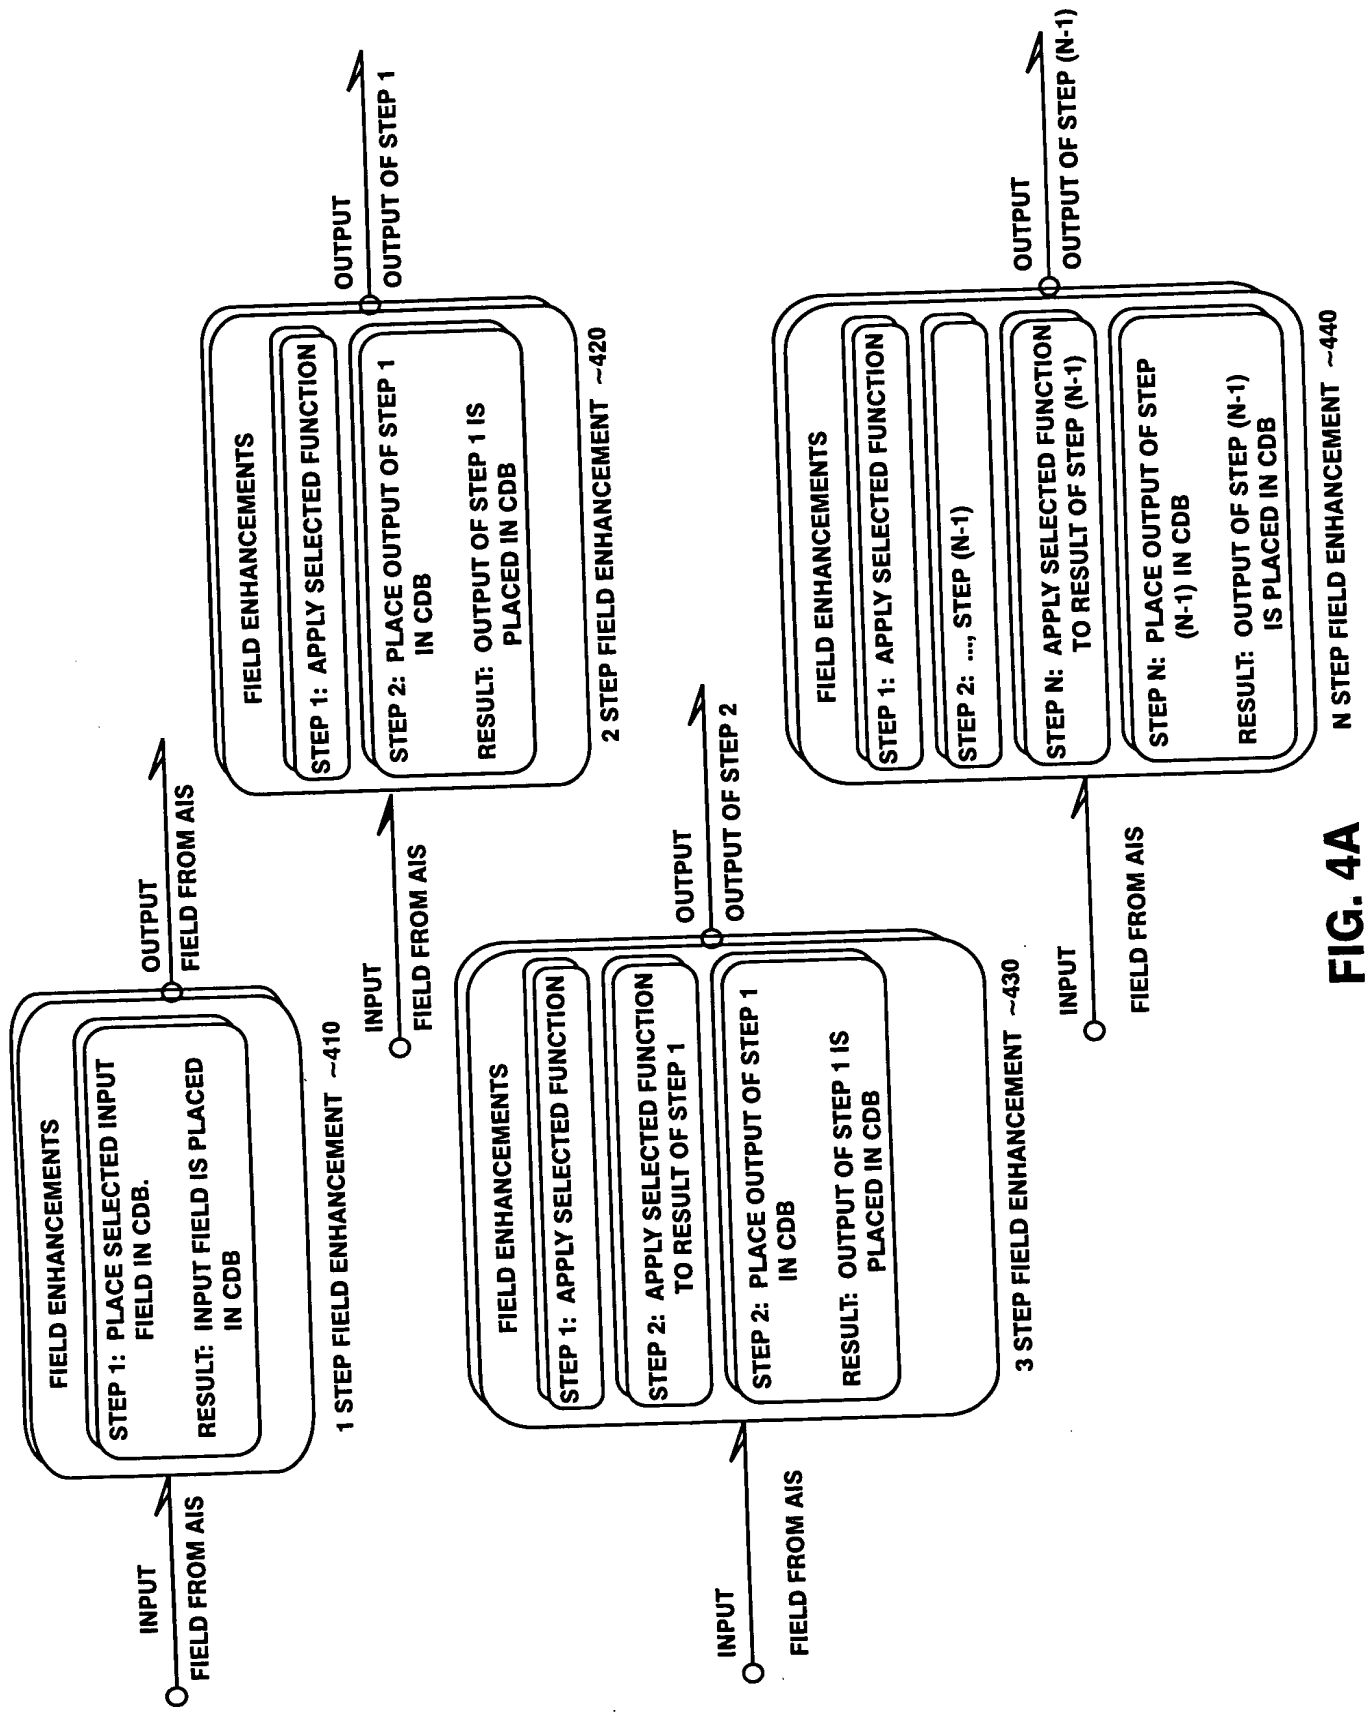 INPUT
FIELD FROM AIS
FIELD ENHANCEMENTS
STEP 1: PLACE SELECTED INPUT
FIELD IN CDB.
RESULT: INPUT FIELD IS PLACED
IN CDB
OUTPUT
FIELD FROM AIS
1 STEP FIELD ENHANCEMENT ~410
INPUT
FIELD FROM AIS
FIELD ENHANCEMENTS
STEP 1: APPLY SELECTED FUNCTION
STEP 2: PLACE OUTPUT OF STEP 1
IN CDB
RESULT: OUTPUT OF STEP 1 IS
PLACED IN CDB
OUTPUT
OUTPUT OF STEP 1
2 STEP FIELD ENHANCEMENT ~420
INPUT
FIELD FROM AIS
FIELD ENHANCEMENTS
STEP 1: APPLY SELECTED FUNCTION
STEP 2: APPLY SELECTED FUNCTION
TO RESULT OF STEP 1
STEP 2: PLACE OUTPUT OF STEP 1
IN CDB
RESULT: OUTPUT OF STEP 1 IS
PLACED IN CDB
OUTPUT
OUTPUT OF STEP 2
3 STEP FIELD ENHANCEMENT ~430
INPUT
FIELD FROM AIS
FIELD ENHANCEMENTS
STEP 1: APPLY SELECTED FUNCTION
STEP 2: ..., STEP (N-1)
STEP N: APPLY SELECTED FUNCTION
TO RESULT OF STEP (N-1)
STEP N: PLACE OUTPUT OF STEP
(N-1) IN CDB
RESULT: OUTPUT OF STEP (N-1)
IS PLACED IN CDB
OUTPUT
OUTPUT OF STEP (N-1)
N STEP FIELD ENHANCEMENT ~440
FIG. 4A